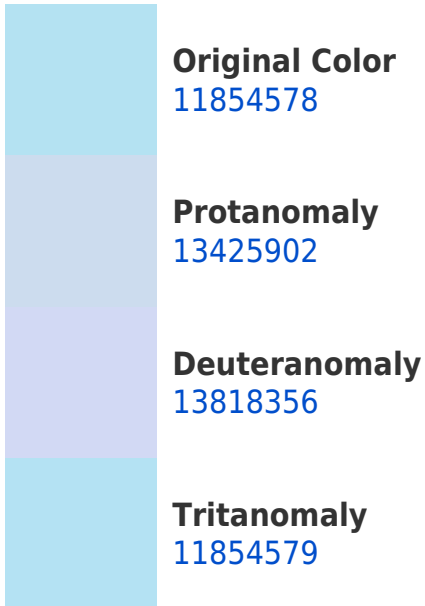 Original Color
11854578
Protanomaly
13425902
Deuteranomaly
13818356
Tritanomaly
11854579